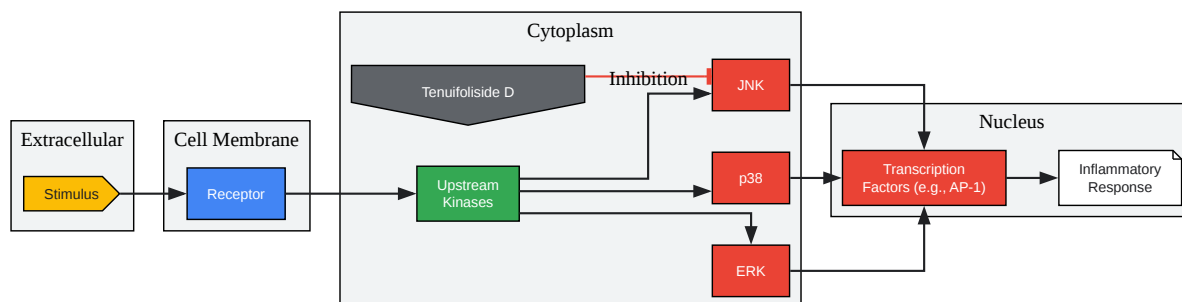 Cytoplasm
Inhibition
JNK
Tenuifoliside D
Extracellular
Cell Membrane
Nucleus
Stimulus
Receptor
Upstream
Kinases
p38
Transcription
Factors (e.g., AP-1)
Inflammatory
Response
ERK